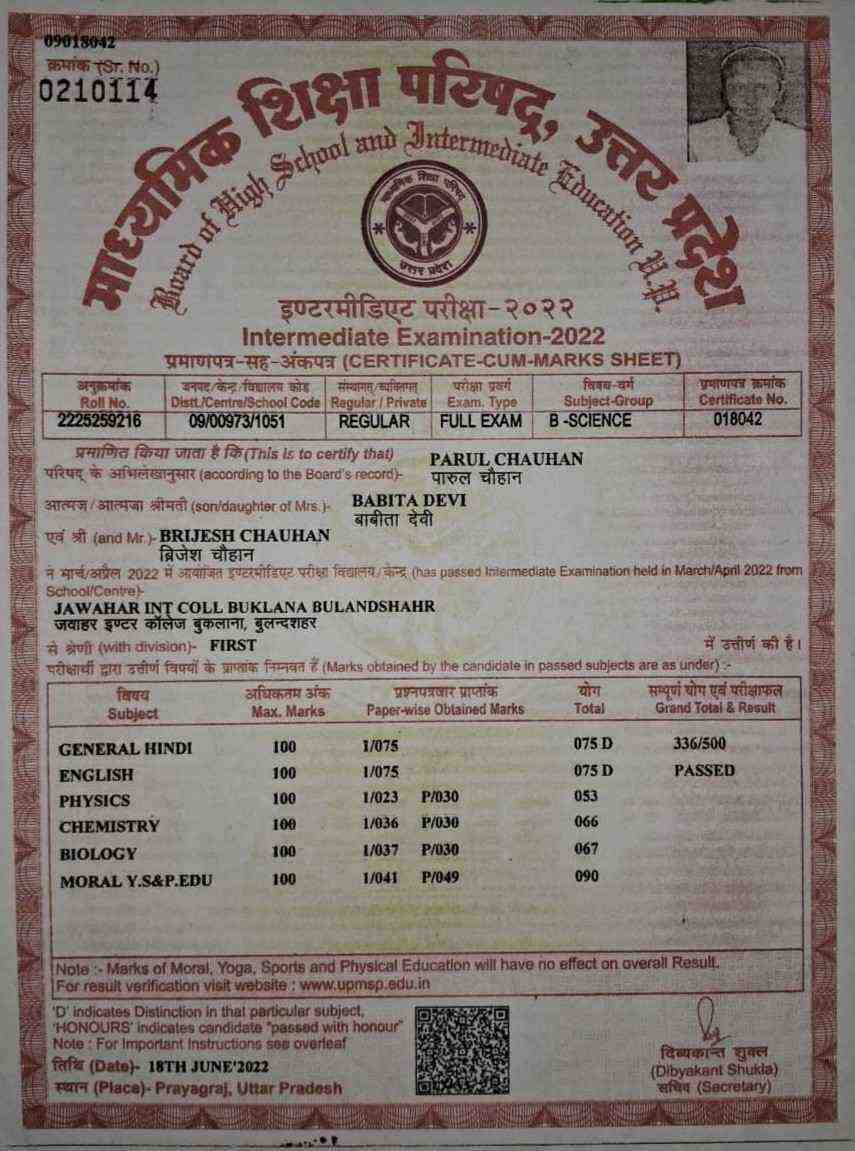 09018042
क्रमांक (Sr. No.)
0210114
माध्यमिक शिक्षा परिषद्, उत्तर प्रदेश
Board of High School and Intermediate Education U.P.
माध्यमिक शिक्षा परिषद
उत्तर प्रदेश
इण्टरमीडिएट परीक्षा-२०२२
Intermediate Examination-2022
प्रमाणपत्र-सह-अंकपत्र (CERTIFICATE-CUM-MARKS SHEET)
अनुक्रमांक जनपद/केन्द्र/विद्यालय कोड संस्थागत/व्यक्तिगत परीक्षा प्रवर्ग विषय-वर्ग प्रमाणपत्र क्रमांक
Roll No. Distt./Centre/School Code Regular / Private Exam. Type Subject-Group Certificate No.
2225259216 09/00973/1051 REGULAR FULL EXAM B -SCIENCE 018042
प्रमाणित किया जाता है कि (This is to certify that) PARUL CHAUHAN
परिषद् के अभिलेखानुसार (according to the Board's record)- पारुल चौहान
आत्मज/आत्मजा श्रीमती (son/daughter of Mrs.)- BABITA DEVI
बाबीता देवी
एवं श्री (and Mr.)- BRIJESH CHAUHAN
ब्रिजेश चौहान
ने मार्च/अप्रैल 2022 में आयोजित इण्टरमीडिएट परीक्षा विद्यालय/केन्द्र (has passed Intermediate Examination held in March/April 2022 from
School/Centre)-
JAWAHAR INT COLL BUKLANA BULANDSHAHR
जवाहर इण्टर कॉलेज बुकलाना, बुलन्दशहर
से श्रेणी (with division)- FIRST में उत्तीर्ण की है।
परीक्षार्थी द्वारा उत्तीर्ण विषयों के प्राप्तांक निम्नवत हैं (Marks obtained by the candidate in passed subjects are as under) :-
विषय अधिकतम अंक प्रश्नपत्रवार प्राप्तांक योग सम्पूर्ण योग एवं परीक्षाफल
Subject Max. Marks Paper-wise Obtained Marks Total Grand Total & Result
GENERAL HINDI 100 1/075 075 D 336/500
ENGLISH 100 1/075 075 D PASSED
PHYSICS 100 1/023 P/030 053
CHEMISTRY 100 1/036 P/030 066
BIOLOGY 100 1/037 P/030 067
MORAL Y.S&P.EDU 100 1/041 P/049 090
Note :- Marks of Moral, Yoga, Sports and Physical Education will have no effect on overall Result.
For result verification visit website : www.upmsp.edu.in
'D' indicates Distinction in that particular subject,
'HONOURS' indicates candidate "passed with honour"
Note : For Important Instructions see overleaf
तिथि (Date)- 18TH JUNE'2022
स्थान (Place)- Prayagraj, Uttar Pradesh
दिब्यकान्त शुक्ल
(Dibyakant Shukla)
सचिव (Secretary)